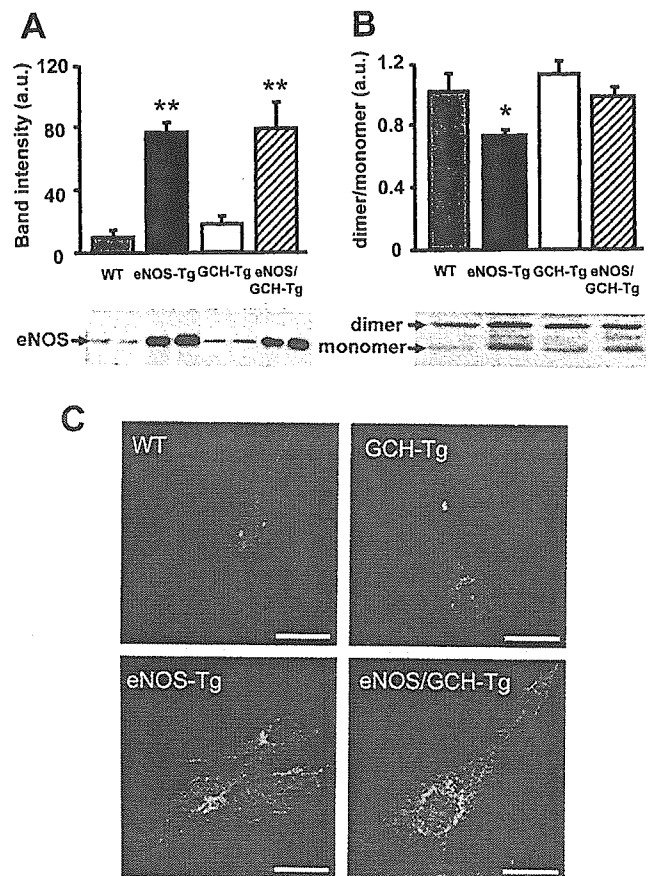 A
Band intensity (a.u.)
120
80
40
0
**
**
WT
eNOS-Tg
GCH-Tg
eNOS/
GCH-Tg
eNOS
B
dimer/monomer (a.u.)
1.2
0.8
0.4
0
*
WT
eNOS-Tg
GCH-Tg
eNOS/
GCH-Tg
dimer
monomer
C
WT
GCH-Tg
eNOS-Tg
eNOS/GCH-Tg